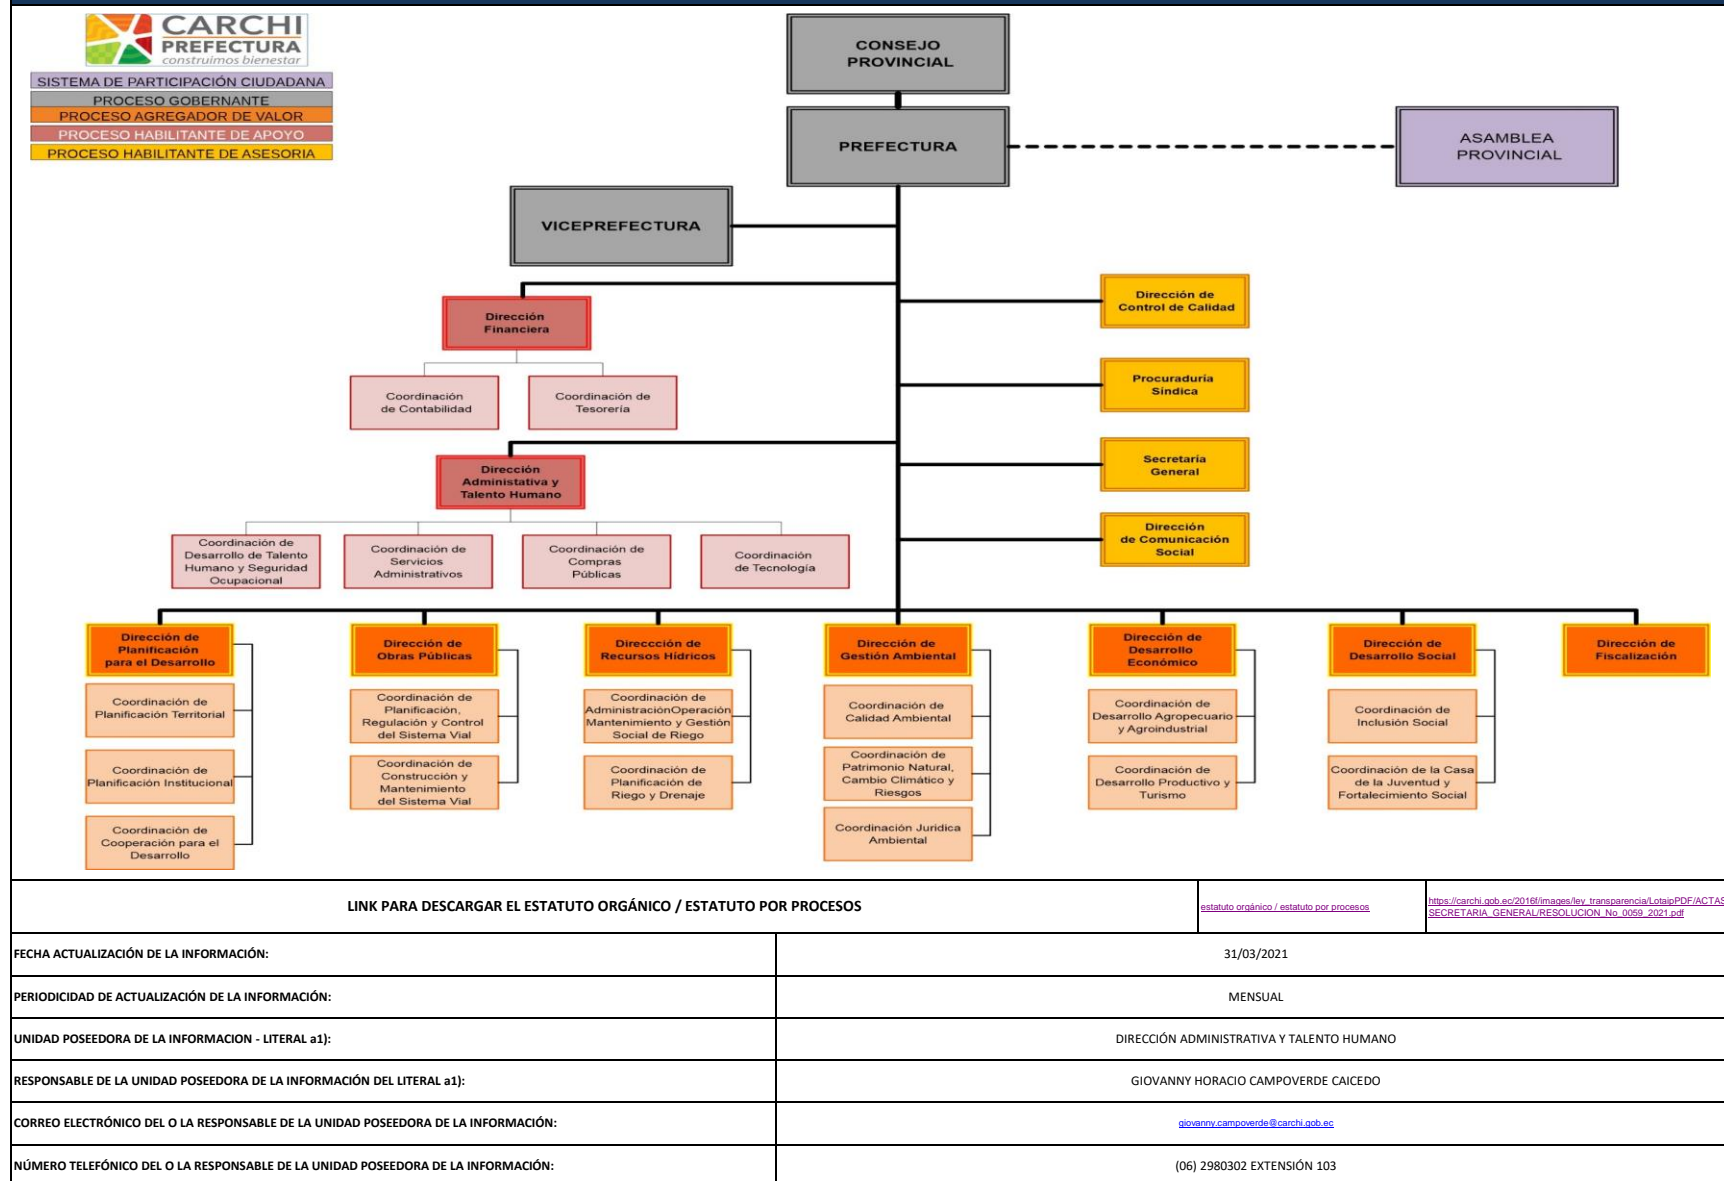 CARCHI
PREFECTURA
construimos bienestar
SISTEMA DE PARTICIPACIÓN CIUDADANA
PROCESO GOBERNANTE
PROCESO AGREGADOR DE VALOR
PROCESO HABILITANTE DE APOYO
PROCESO HABILITANTE DE ASESORIA
CONSEJO
PROVINCIAL
PREFECTURA
ASAMBLEA
PROVINCIAL
VICEPREFECTURA
Dirección
Financiera
Coordinación
de Contabilidad
Coordinación de
Tesorería
Dirección de
Control de Calidad
Procuraduría
Síndica
Secretaría
General
Dirección
de Comunicación
Social
Dirección
Administativa y
Talento Humano
Coordinación de
Desarrollo de Talento
Humano y Seguridad
Ocupacional
Coordinación de
Servicios
Administrativos
Coordinación de
Compras
Públicas
Coordinación
de Tecnología
Dirección de
Planificación
para el Desarrollo
Coordinación de
Planificación Territorial
Coordinación de
Planificación Institucional
Coordinación de
Cooperación para el
Desarrollo
Dirección de
Obras Públicas
Coordinación de
Planificación,
Regulación y Control
del Sistema Vial
Coordinación de
Construcción y
Mantenimiento
del Sistema Vial
Direccción de
Recursos Hídricos
Coordinación de
AdministraciónOperación
Mantenimiento y Gestión
Social de Riego
Coordinación de
Planificación de
Riego y Drenaje
Dirección de
Gestión Ambiental
Coordinación de
Calidad Ambiental
Coordinación de
Patrimonio Natural,
Cambio Climático y
Riesgos
Coordinación Jurídica
Ambiental
Dirección de
Desarrollo
Económico
Coordinación de
Desarrollo Agropecuario
y Agroindustrial
Coordinación de
Desarrollo Productivo y
Turismo
Dirección de
Desarrollo Social
Coordinación de
Inclusión Social
Coordinación de la Casa
de la Juventud y
Fortalecimiento Social
Dirección de
Fiscalización
LINK PARA DESCARGAR EL ESTATUTO ORGÁNICO / ESTATUTO POR PROCESOS
estatuto orgánico / estatuto por procesos
https://carchi.gob.ec/2016f/images/ley_transparencia/LotaipPDF/ACTAS
SECRETARIA_GENERAL/RESOLUCION_No_0059_2021.pdf
FECHA ACTUALIZACIÓN DE LA INFORMACIÓN:
31/03/2021
PERIODICIDAD DE ACTUALIZACIÓN DE LA INFORMACIÓN:
MENSUAL
UNIDAD POSEEDORA DE LA INFORMACION - LITERAL a1):
DIRECCIÓN ADMINISTRATIVA Y TALENTO HUMANO
RESPONSABLE DE LA UNIDAD POSEEDORA DE LA INFORMACIÓN DEL LITERAL a1):
GIOVANNY HORACIO CAMPOVERDE CAICEDO
CORREO ELECTRÓNICO DEL O LA RESPONSABLE DE LA UNIDAD POSEEDORA DE LA INFORMACIÓN:
giovanny.campoverde@carchi.gob.ec
NÚMERO TELEFÓNICO DEL O LA RESPONSABLE DE LA UNIDAD POSEEDORA DE LA INFORMACIÓN:
(06) 2980302 EXTENSIÓN 103